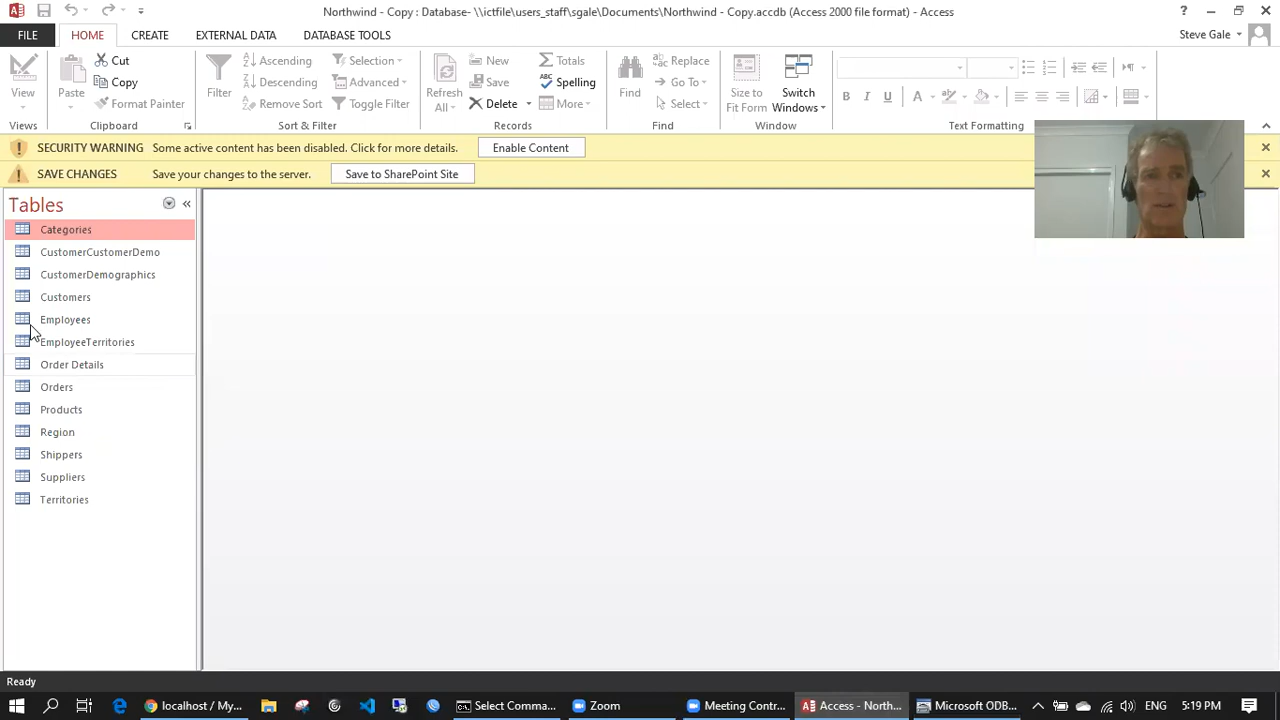 Northwind - Copy : Database- \\ictfile\users_staff\sgale\Documents\Northwind - Copy.accdb (Access 2000 file format) - Access
FILE HOME CREATE EXTERNAL DATA DATABASE TOOLS Steve Gale
View
Views
Paste
Cut
Copy
Format Painter
Clipboard
Filter
Ascending
Descending
Remove Sort
Selection
Advanced
Toggle Filter
Sort & Filter
Refresh
All
New
Save
Delete
Totals
Spelling
More
Records
Find
Replace
Go To
Select
Find
Size to
Fit Form
Switch
Windows
Window
B I U A
Text Formatting
SECURITY WARNING Some active content has been disabled. Click for more details. Enable Content
SAVE CHANGES Save your changes to the server. Save to SharePoint Site
Tables
Categories
CustomerCustomerDemo
CustomerDemographics
Customers
Employees
EmployeeTerritories
Order Details
Orders
Products
Region
Shippers
Suppliers
Territories
Ready
localhost / My... Select Comma... Zoom Meeting Contr... Access - North... Microsoft ODB... ENG 5:19 PM